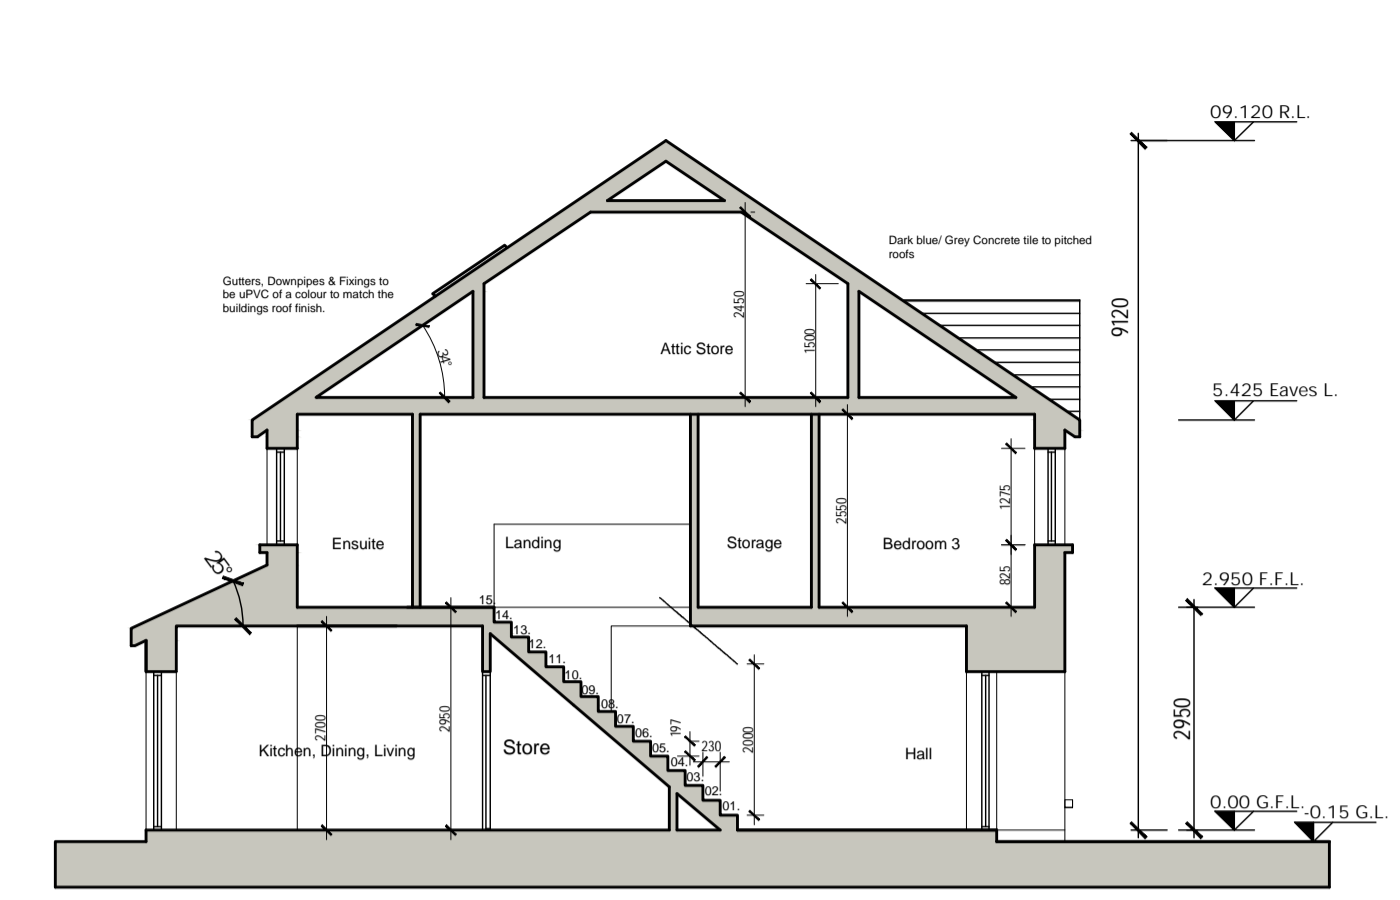 09.120 R.L.
Dark blue/ Grey Concrete tile to pitched
roofs
Gutters, Downpipes & Fixings to
be uPVC of a colour to match the
buildings roof finish.
2450
9120
1500
Attic Store
34°
5.425 Eaves L.
1275
2550
Ensuite
Landing
Storage
Bedroom 3
25°
825
2.950 F.F.L.
15.
14.
13.
12.
11.
10.
09.
08.
07.
06.
05.
04.
03.
02.
01.
197
230
2000
2700
2950
2950
Kitchen, Dining, Living
Store
Hall
0.00 G.F.L.
-0.15 G.L.